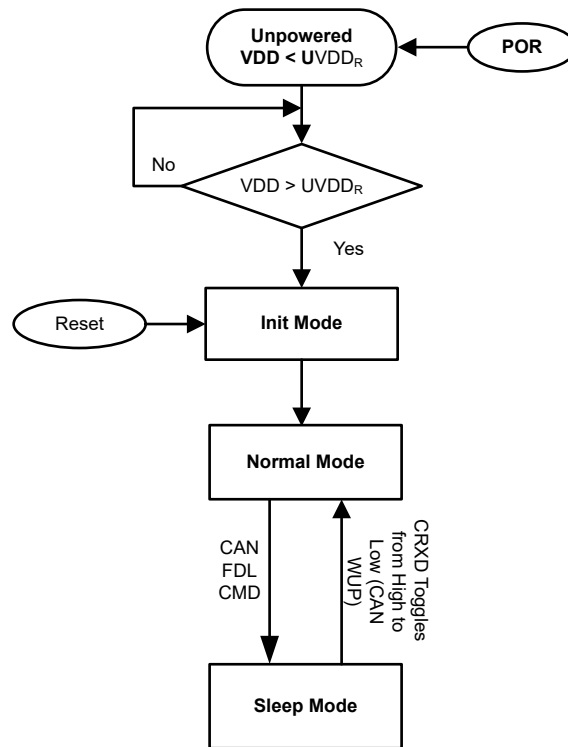 Unpowered
VDD < UVDDR
POR
No
VDD > UVDDR
Yes
Reset
Init Mode
Normal Mode
CAN
FDL
CMD
CRXD Toggles
from High to
Low (CAN
WUP)
Sleep Mode